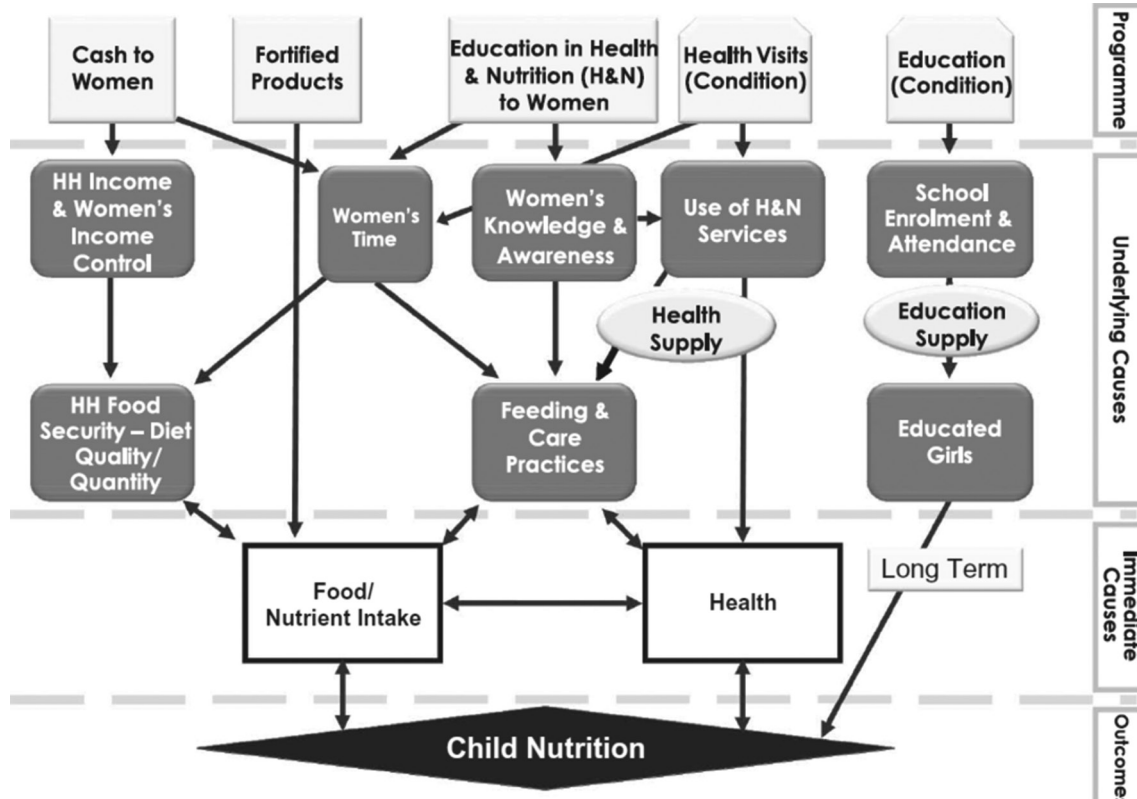 Cash to
Women
Fortified
Products
Education in Health
& Nutrition (H&N)
to Women
Health Visits
(Condition)
Education
(Condition)
Programme
HH Income
& Women's
Income
Control
Women's
Time
Women's
Knowledge &
Awareness
Use of H&N
Services
School
Enrolment &
Attendance
Underlying Causes
Health
Supply
Education
Supply
HH Food
Security – Diet
Quality/
Quantity
Feeding &
Care
Practices
Educated
Girls
Food/
Nutrient Intake
Health
Long Term
Immediate
Causes
Child Nutrition
Outcomes